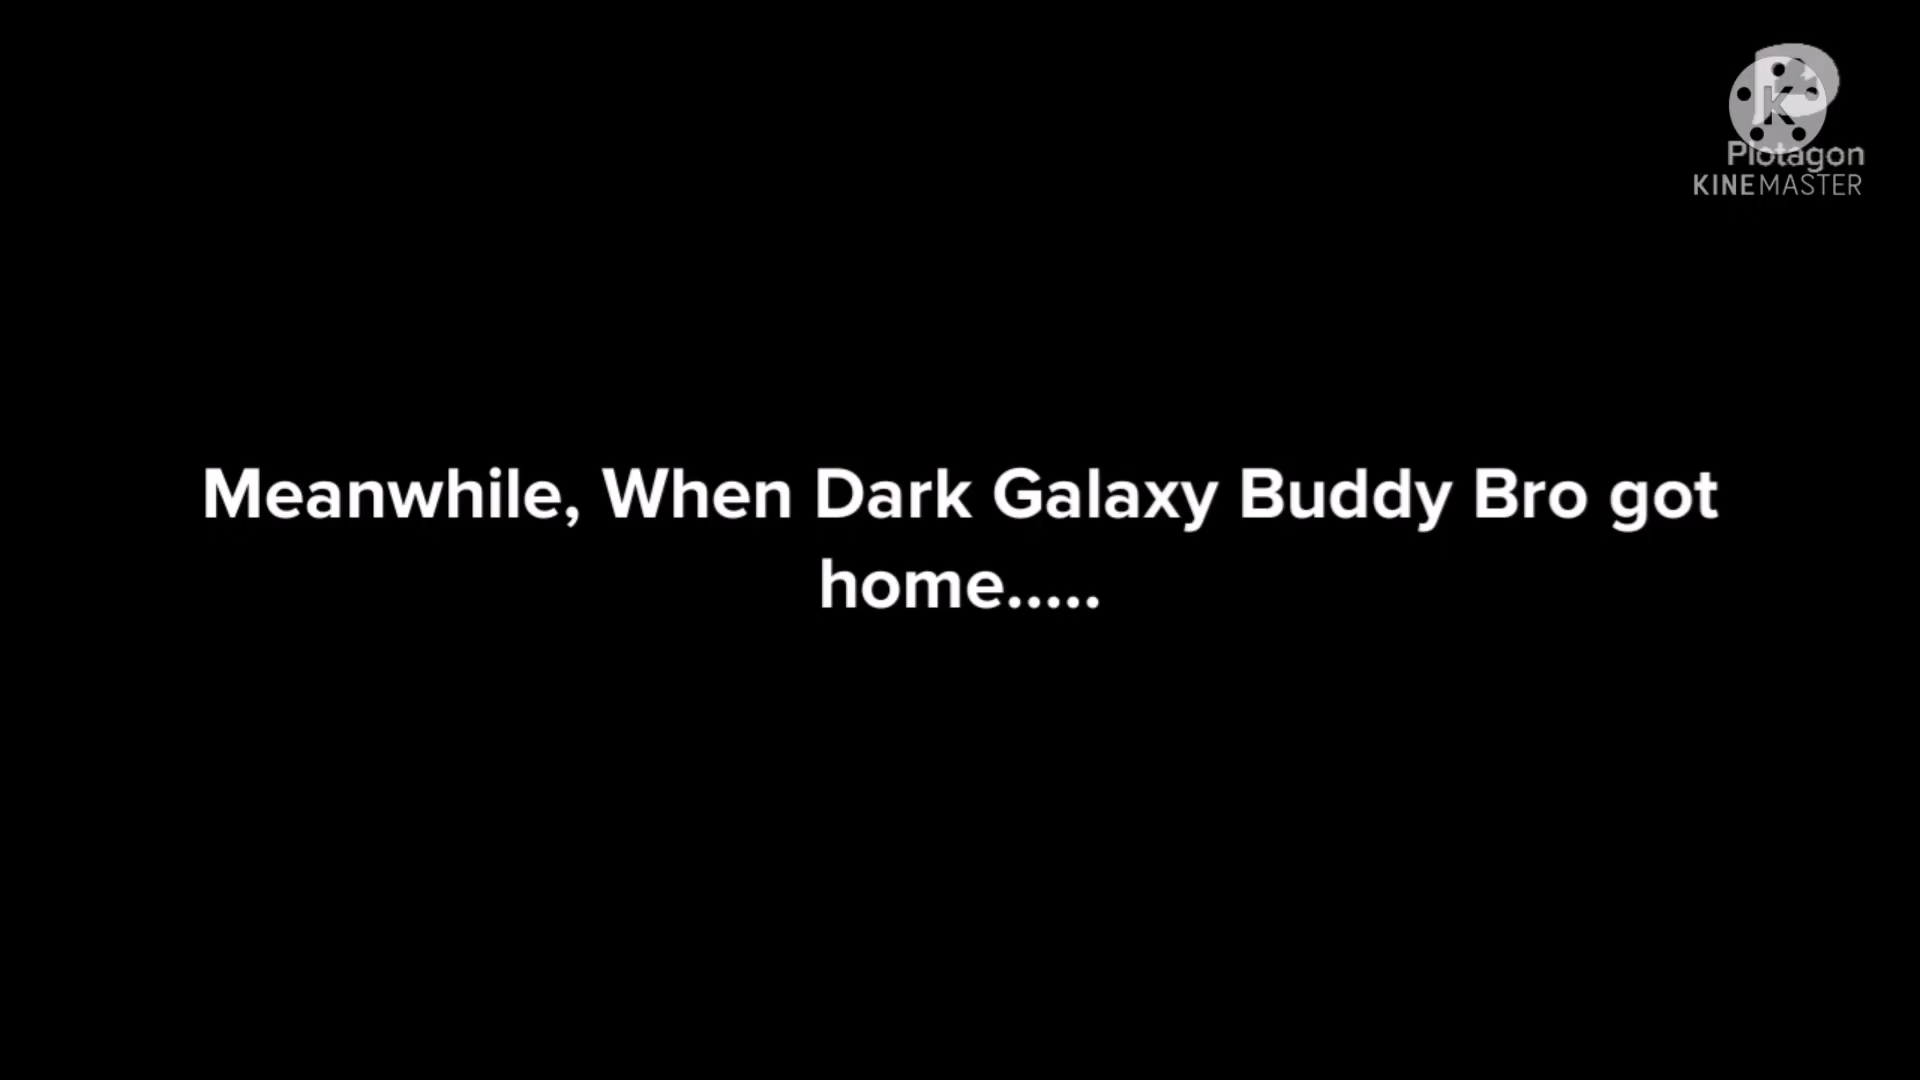 Plotagon
KINEMASTER
Meanwhile, When Dark Galaxy Buddy Bro got
home.....